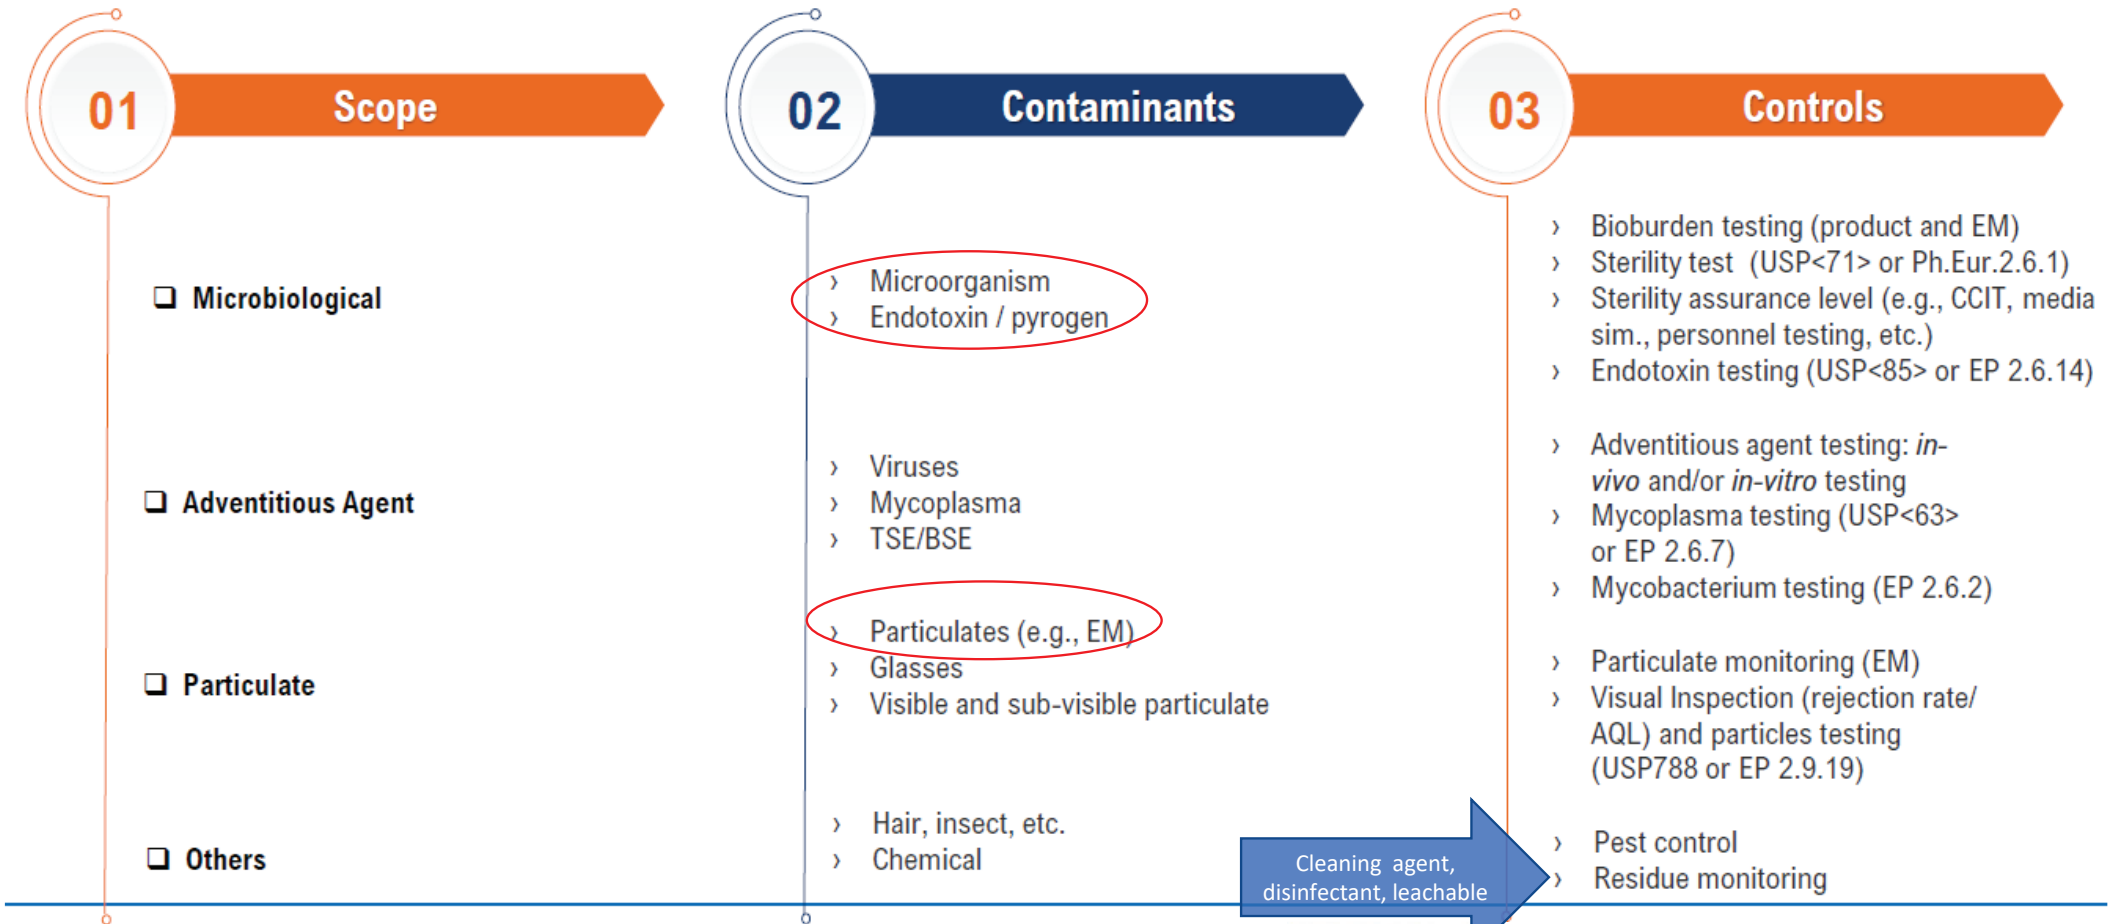 01
Scope
02
Contaminants
03
Controls
❑ Microbiological
› Microorganism
› Endotoxin / pyrogen
› Bioburden testing (product and EM)
› Sterility test (USP<71> or Ph.Eur.2.6.1)
› Sterility assurance level (e.g., CCIT, media
sim., personnel testing, etc.)
› Endotoxin testing (USP<85> or EP 2.6.14)
❑ Adventitious Agent
› Viruses
› Mycoplasma
› TSE/BSE
› Adventitious agent testing: in-
vivo and/or in-vitro testing
› Mycoplasma testing (USP<63>
or EP 2.6.7)
› Mycobacterium testing (EP 2.6.2)
❑ Particulate
› Particulates (e.g., EM)
› Glasses
› Visible and sub-visible particulate
› Particulate monitoring (EM)
› Visual Inspection (rejection rate/
AQL) and particles testing
(USP788 or EP 2.9.19)
❑ Others
› Hair, insect, etc.
› Chemical
Cleaning agent,
disinfectant, leachable
› Pest control
› Residue monitoring